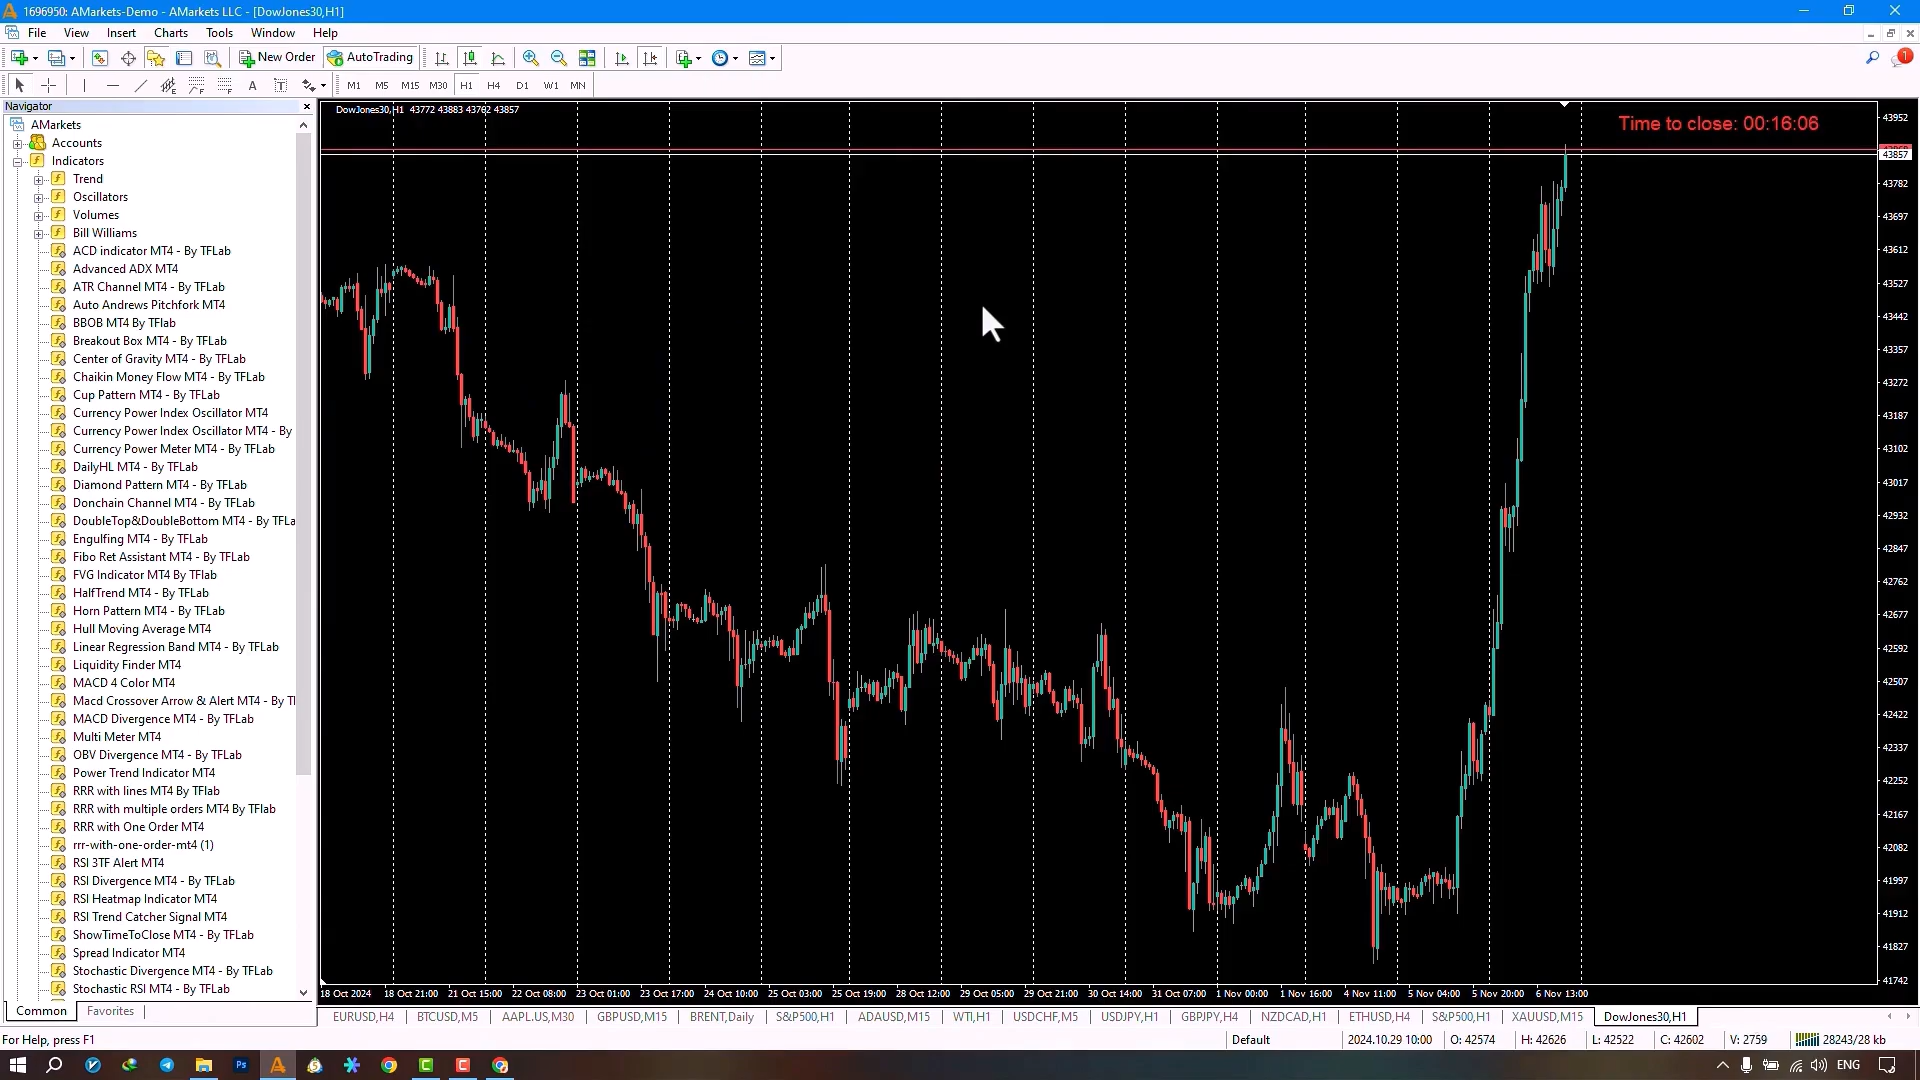 1696950: AMarkets-Demo - AMarkets LLC - [DowJones30,H1]
File View Insert Charts Tools Window Help
New Order AutoTrading
1
A T M1 M5 M15 M30 H1 H4 D1 W1 MN
Navigator
AMarkets
Accounts
Indicators
Trend
Oscillators
Volumes
Bill Williams
ACD indicator MT4 - By TFLab
Advanced ADX MT4
ATR Channel MT4 - By TFLab
Auto Andrews Pitchfork MT4
BBOB MT4 By TFlab
Breakout Box MT4 - By TFLab
Center of Gravity MT4 - By TFLab
Chaikin Money Flow MT4 - By TFLab
Cup Pattern MT4 - By TFLab
Currency Power Index Oscillator MT4
Currency Power Index Oscillator MT4 - By
Currency Power Meter MT4 - By TFLab
DailyHL MT4 - By TFLab
Diamond Pattern MT4 - By TFLab
Donchain Channel MT4 - By TFLab
DoubleTop&DoubleBottom MT4 - By TFLa
Engulfing MT4 - By TFLab
Fibo Ret Assistant MT4 - By TFLab
FVG Indicator MT4 By TFlab
HalfTrend MT4 - By TFLab
Horn Pattern MT4 - By TFLab
Hull Moving Average MT4
Linear Regression Band MT4 - By TFLab
Liquidity Finder MT4
MACD 4 Color MT4
Macd Crossover Arrow & Alert MT4 - By Tl
MACD Divergence MT4 - By TFLab
Multi Meter MT4
OBV Divergence MT4 - By TFLab
Power Trend Indicator MT4
RRR with lines MT4 By TFlab
RRR with multiple orders MT4 By TFlab
RRR with One Order MT4
rrr-with-one-order-mt4 (1)
RSI 3TF Alert MT4
RSI Divergence MT4 - By TFLab
RSI Heatmap Indicator MT4
RSI Trend Catcher Signal MT4
ShowTimeToClose MT4 - By TFLab
Spread Indicator MT4
Stochastic Divergence MT4 - By TFLab
Stochastic RSI MT4 - By TFLab
Common Favorites
DowJones30,H1 43772 43883 43762 43857
Time to close: 00:16:06
43952
43857
43782
43697
43612
43527
43442
43357
43272
43187
43102
43017
42932
42847
42762
42677
42592
42507
42422
42337
42252
42167
42082
41997
41912
41827
41742
18 Oct 2024 18 Oct 21:00 21 Oct 15:00 22 Oct 08:00 23 Oct 01:00 23 Oct 17:00 24 Oct 10:00 25 Oct 03:00 25 Oct 19:00 28 Oct 12:00 29 Oct 05:00 29 Oct 21:00 30 Oct 14:00 31 Oct 07:00 1 Nov 00:00 1 Nov 16:00 4 Nov 11:00 5 Nov 04:00 5 Nov 20:00 6 Nov 13:00
EURUSD,H4 BTCUSD,M5 AAPL.US,M30 GBPUSD,M15 BRENT,Daily S&P500,H1 ADAUSD,M15 WTI,H1 USDCHF,M5 USDJPY,H1 GBPJPY,H4 NZDCAD,H1 ETHUSD,H4 S&P500,H1 XAUUSD,M15 DowJones30,H1
For Help, press F1 Default 2024.10.29 10:00 O: 42574 H: 42626 L: 42522 C: 42602 V: 2759 28243/28 kb
ENG